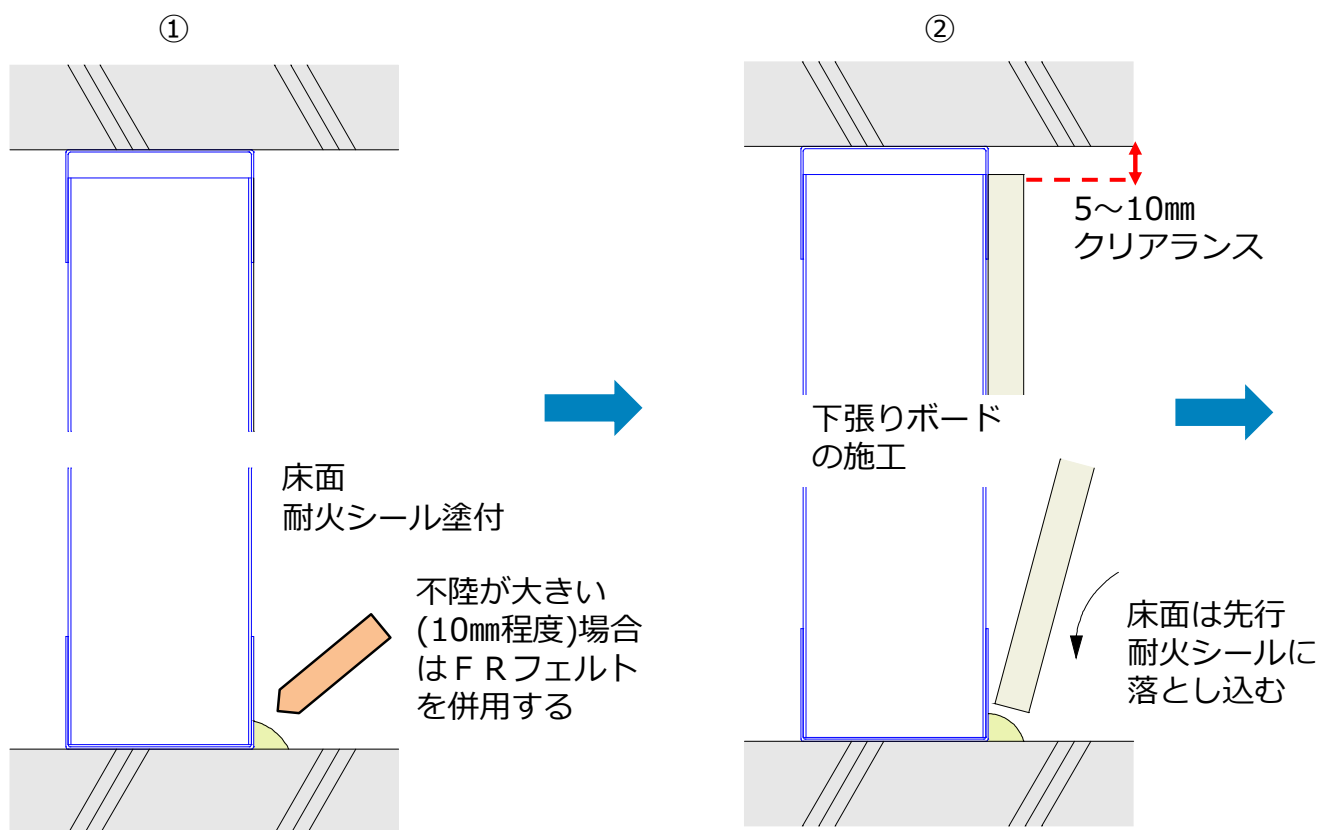 ①
床面
耐火シール塗付
不陸が大きい
(10㎜程度)場合
はＦＲフェルト
を併用する
②
5～10㎜
クリアランス
下張りボード
の施工
床面は先行
耐火シールに
落とし込む